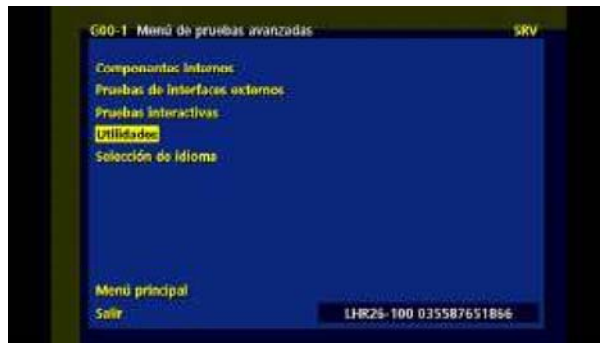 G00-1 Menú de pruebas avanzadas SRV
Componentes internos
Pruebas de interfaces externos
Pruebas interactivas
Utilidades
Selección de idioma
Menú principal
Salir LHR26-100 035587651866